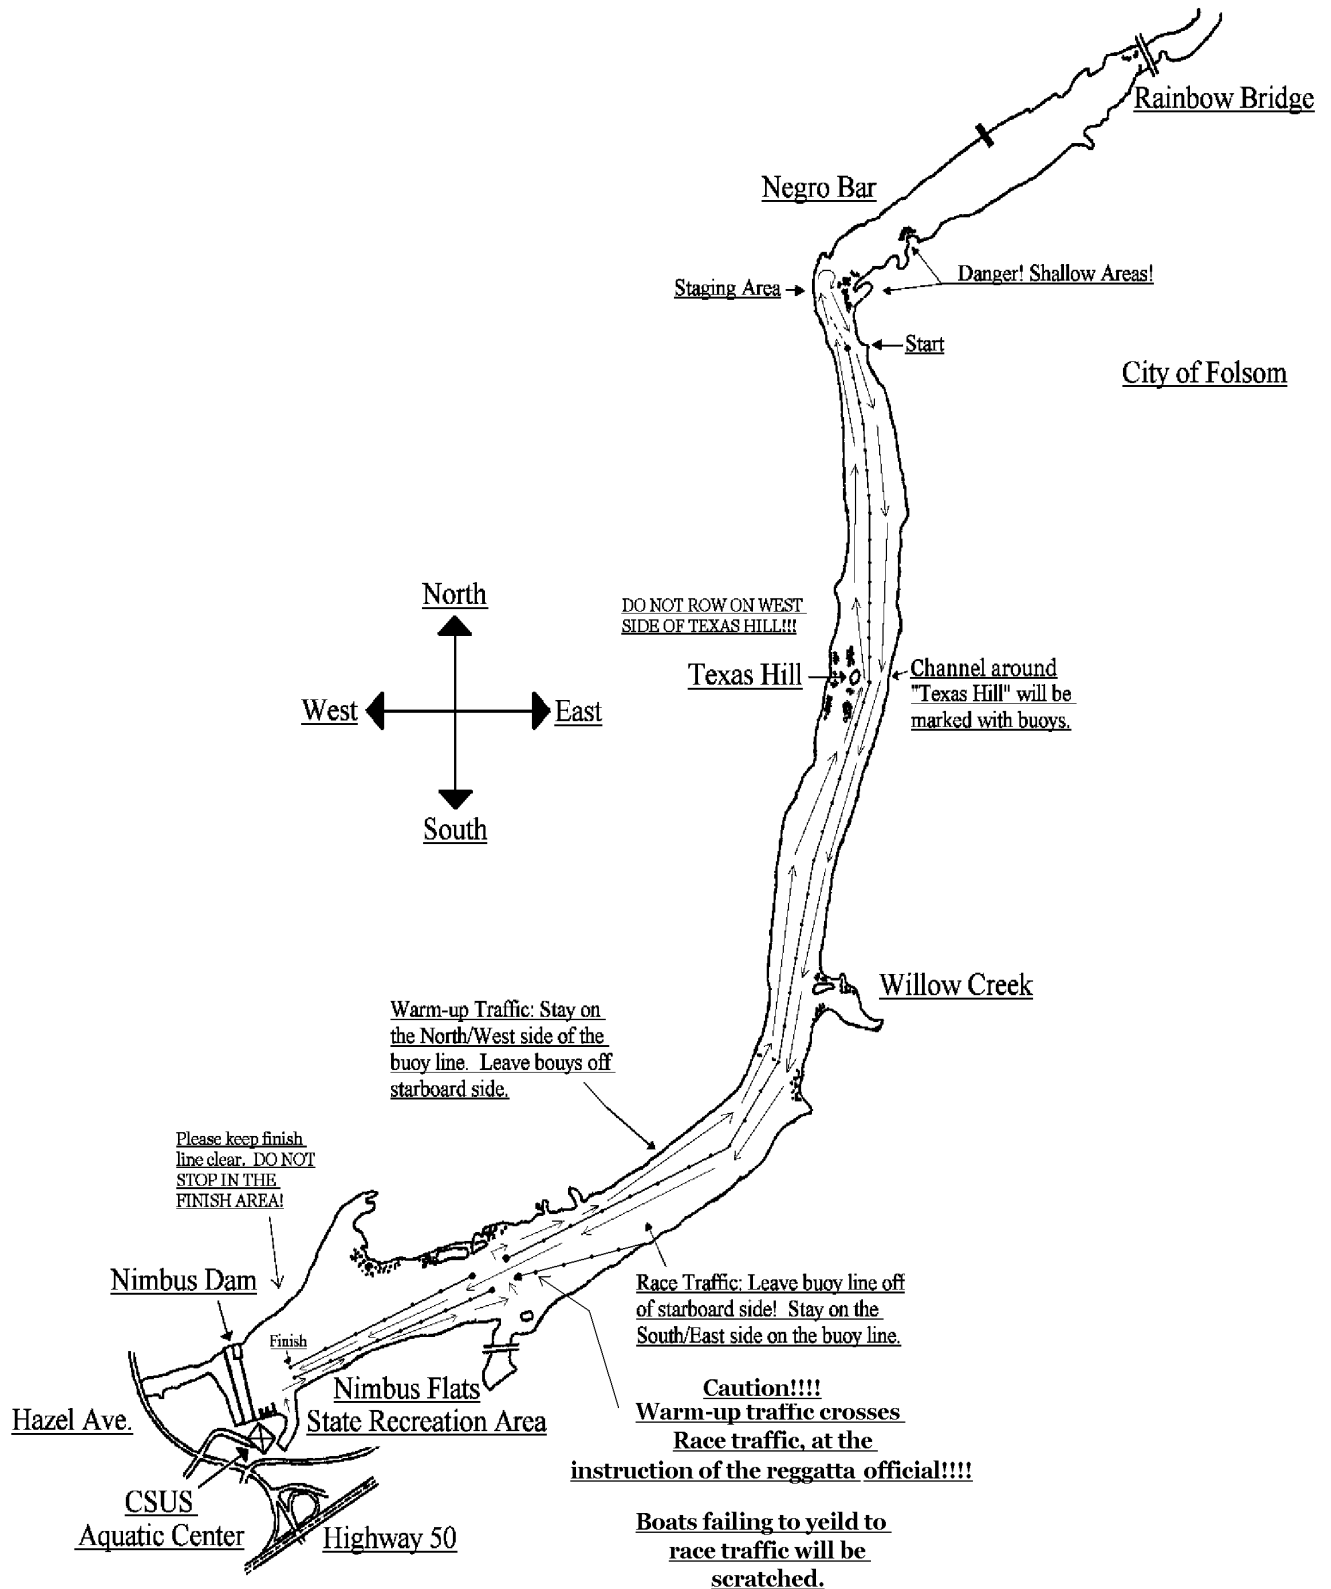 Rainbow Bridge
Negro Bar
Danger! Shallow Areas!
Staging Area
Start
City of Folsom
North
West
East
South
DO NOT ROW ON WEST
SIDE OF TEXAS HILL!!!
Texas Hill
Channel around
"Texas Hill" will be
marked with buoys.
Willow Creek
Warm-up Traffic: Stay on
the North/West side of the
buoy line. Leave bouys off
starboard side.
Please keep finish
line clear. DO NOT
STOP IN THE
FINISH AREA!
Nimbus Dam
Finish
Race Traffic: Leave buoy line off
of starboard side! Stay on the
South/East side on the buoy line.
Nimbus Flats
State Recreation Area
Hazel Ave.
Caution!!!!
Warm-up traffic crosses
Race traffic, at the
instruction of the reggatta official!!!!
CSUS
Aquatic Center
Highway 50
Boats failing to yeild to
race traffic will be
scratched.